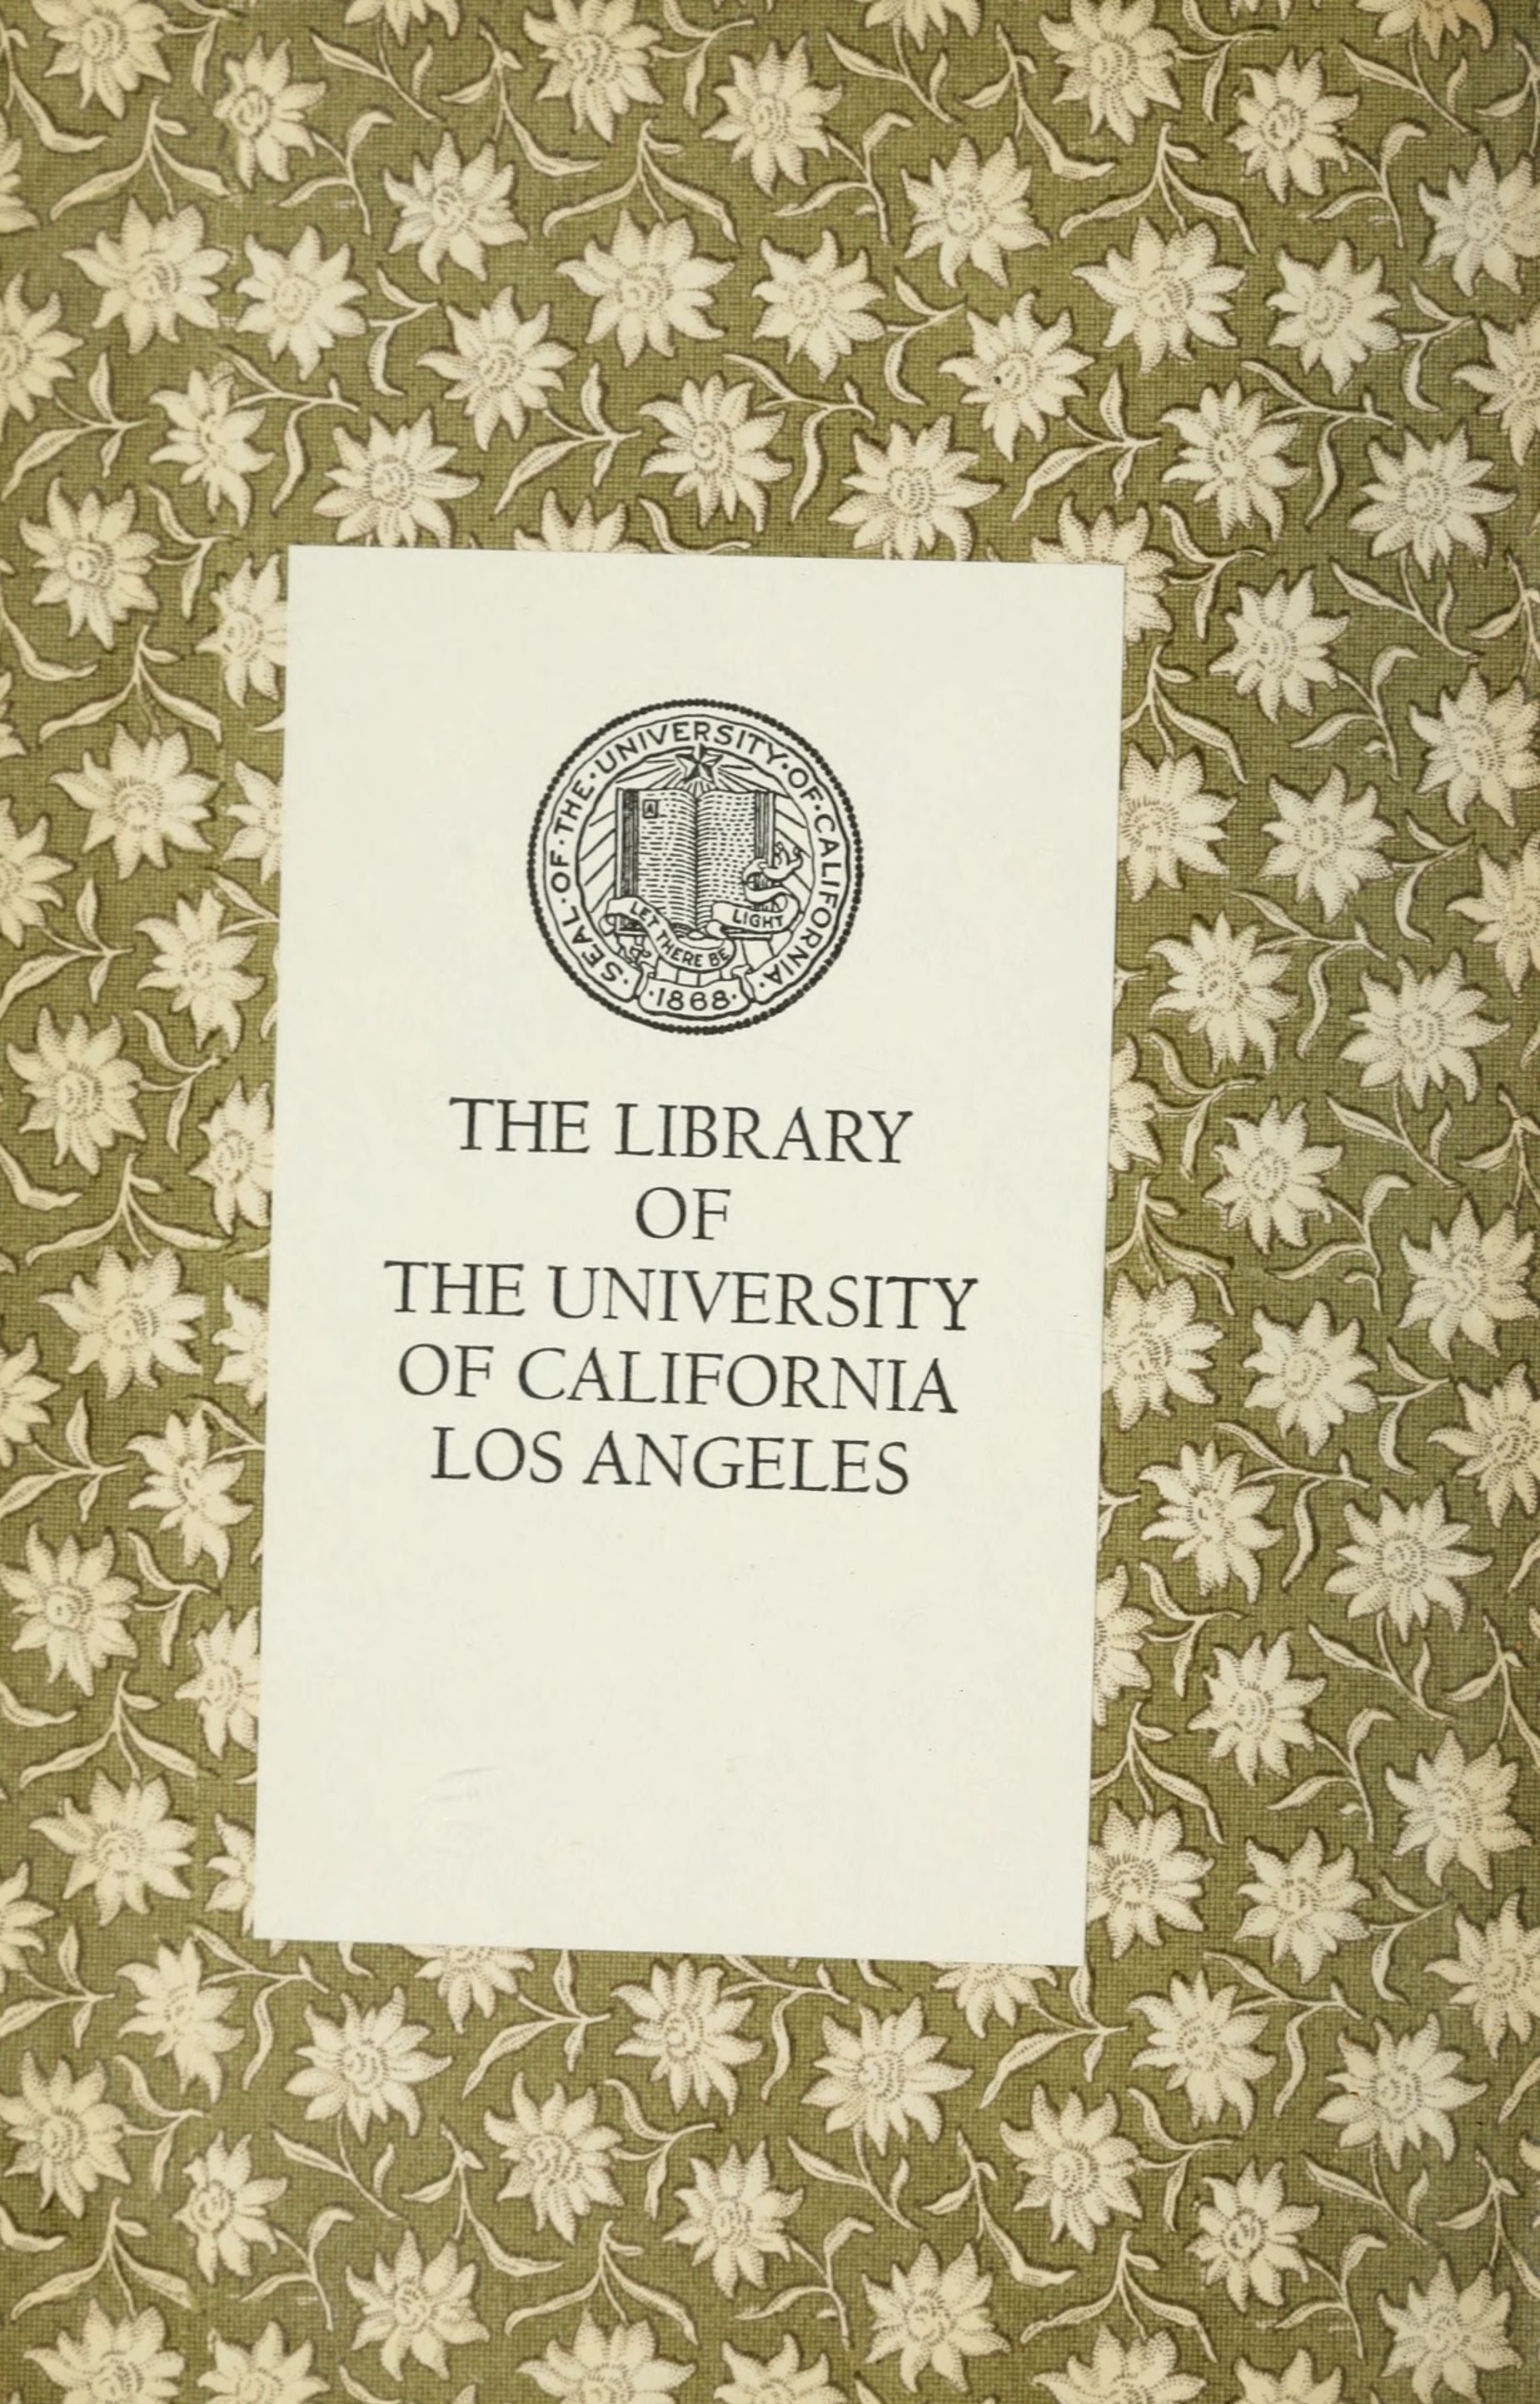 SEAL·OF·THE·UNIVERSITY·OF·CALIFORNIA·
A
LET THERE BE LIGHT
·1868·
THE LIBRARY
OF
THE UNIVERSITY
OF CALIFORNIA
LOS ANGELES